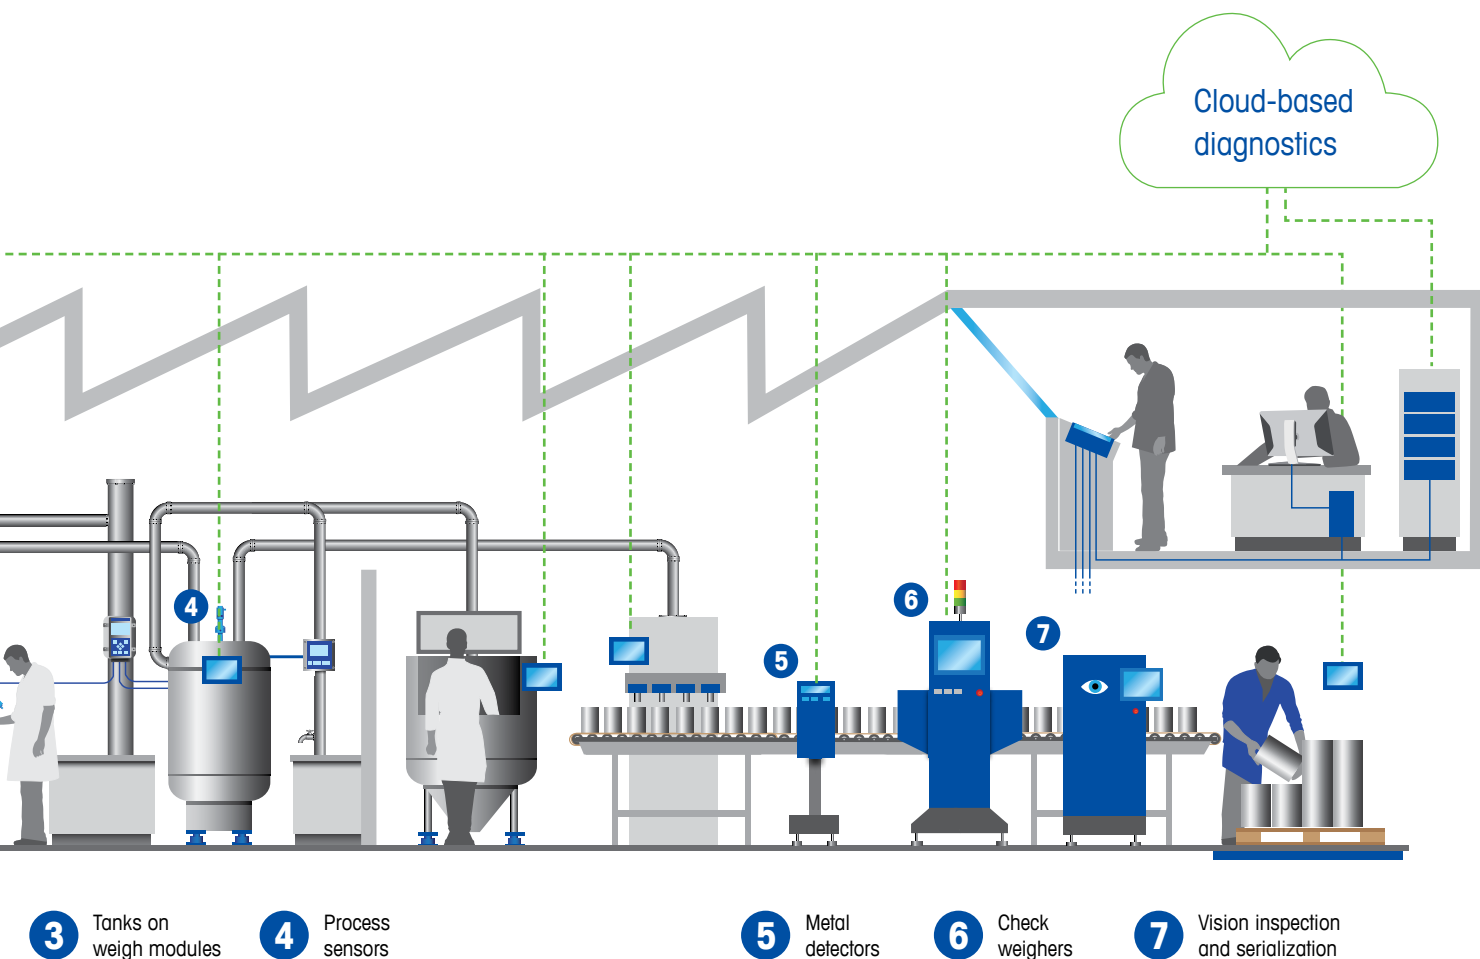 Cloud-based
diagnostics
4
5
6
7
3 Tanks on
weigh modules
4 Process
sensors
5 Metal
detectors
6 Check
weighers
7 Vision inspection
and serialization